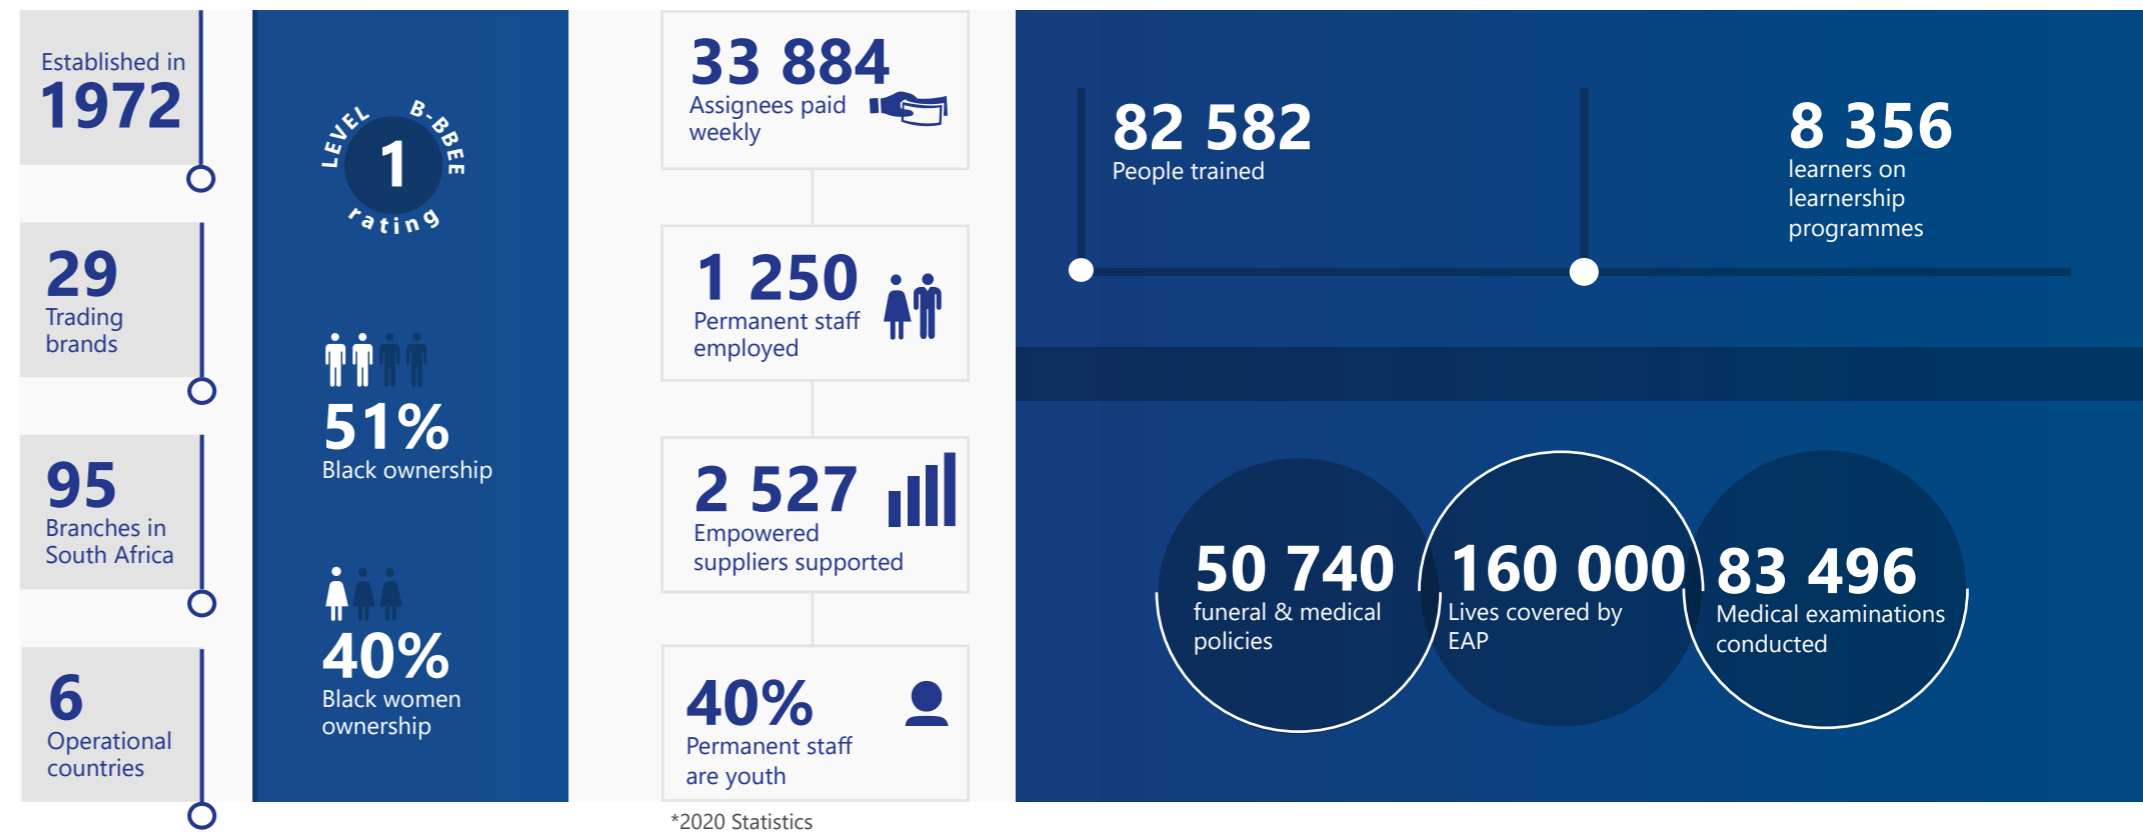 Established in
1972
29
Trading
brands
95
Branches in
South Africa
6
Operational
countries
LEVEL
1
B-BBEE
rating
51%
Black ownership
40%
Black women
ownership
33 884
Assignees paid
weekly
1 250
Permanent staff
employed
2 527
Empowered
suppliers supported
40%
Permanent staff
are youth
*2020 Statistics
82 582
People trained
8 356
learners on
learnership
programmes
50 740
funeral & medical
policies
160 000
Lives covered by
EAP
83 496
Medical examinations
conducted